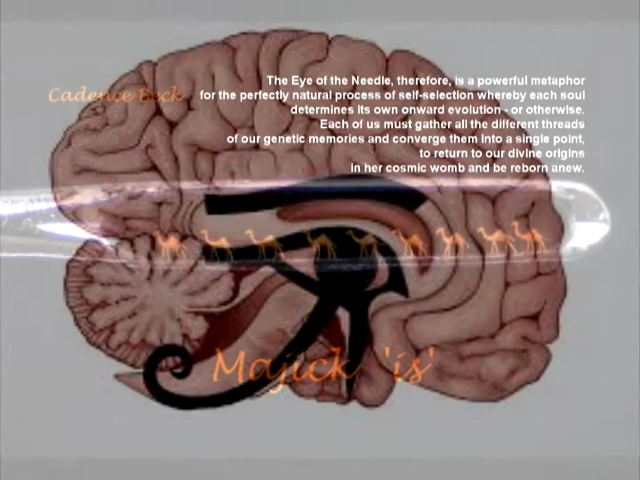 The Eye of the Needle, therefore, is a powerful metaphor
Cadence Beck
for the perfectly natural process of self-selection whereby each soul
determines its own onward evolution - or otherwise.
Each of us must gather all the different threads
of our genetic memories and converge them into a single point,
to return to our divine origins
in her cosmic womb and be reborn anew.
Majick 'is'